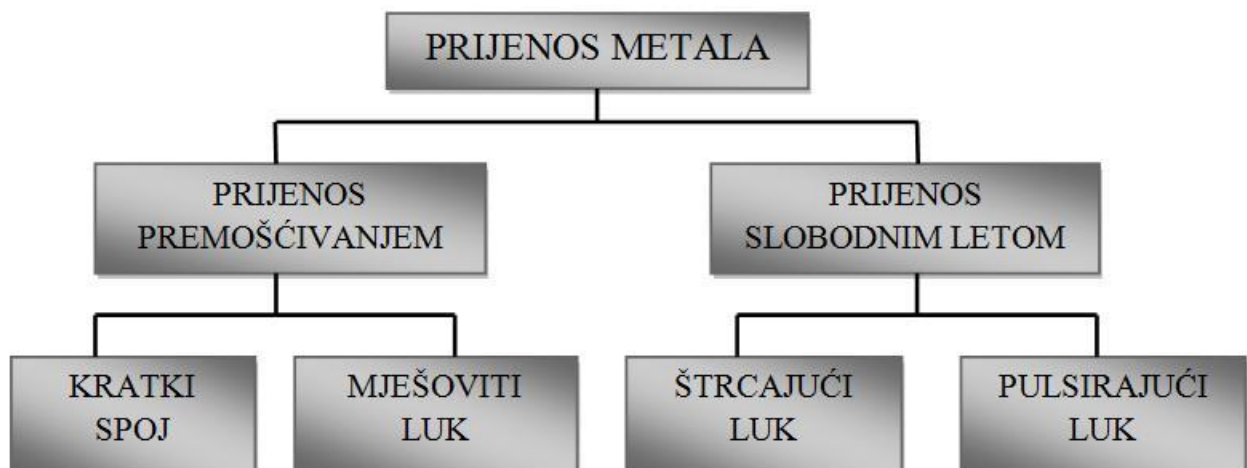 PRIJENOS METALA
PRIJENOS
PREMOŠĆIVANJEM
PRIJENOS
SLOBODNIM LETOM
KRATKI
SPOJ
MJEŠOVITI
LUK
ŠTRCAJUĆI
LUK
PULSIRAJUĆI
LUK